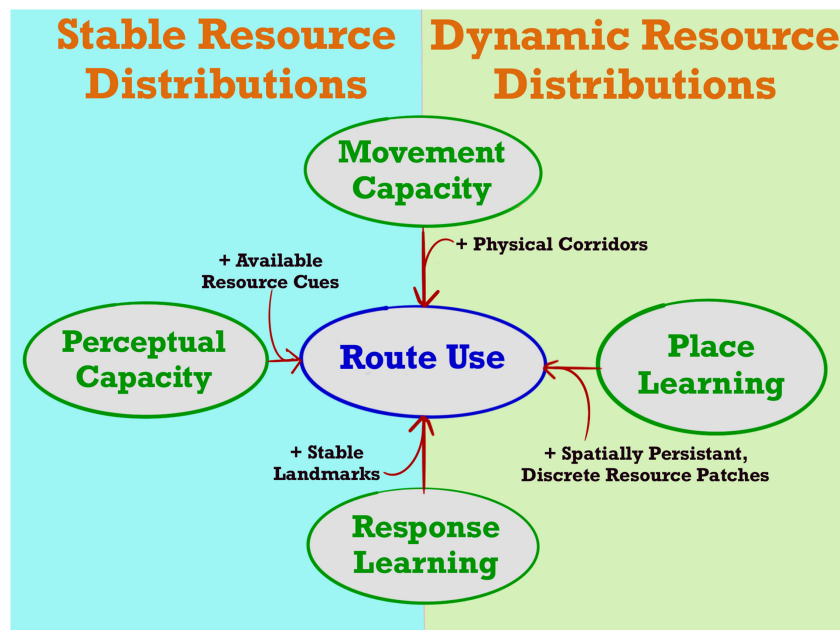 Stable Resource
Distributions
Dynamic Resource
Distributions
Movement
Capacity
+ Physical Corridors
+ Available
Resource Cues
Perceptual
Capacity
Route Use
Place
Learning
+ Stable
Landmarks
+ Spatially Persistant,
Discrete Resource Patches
Response
Learning